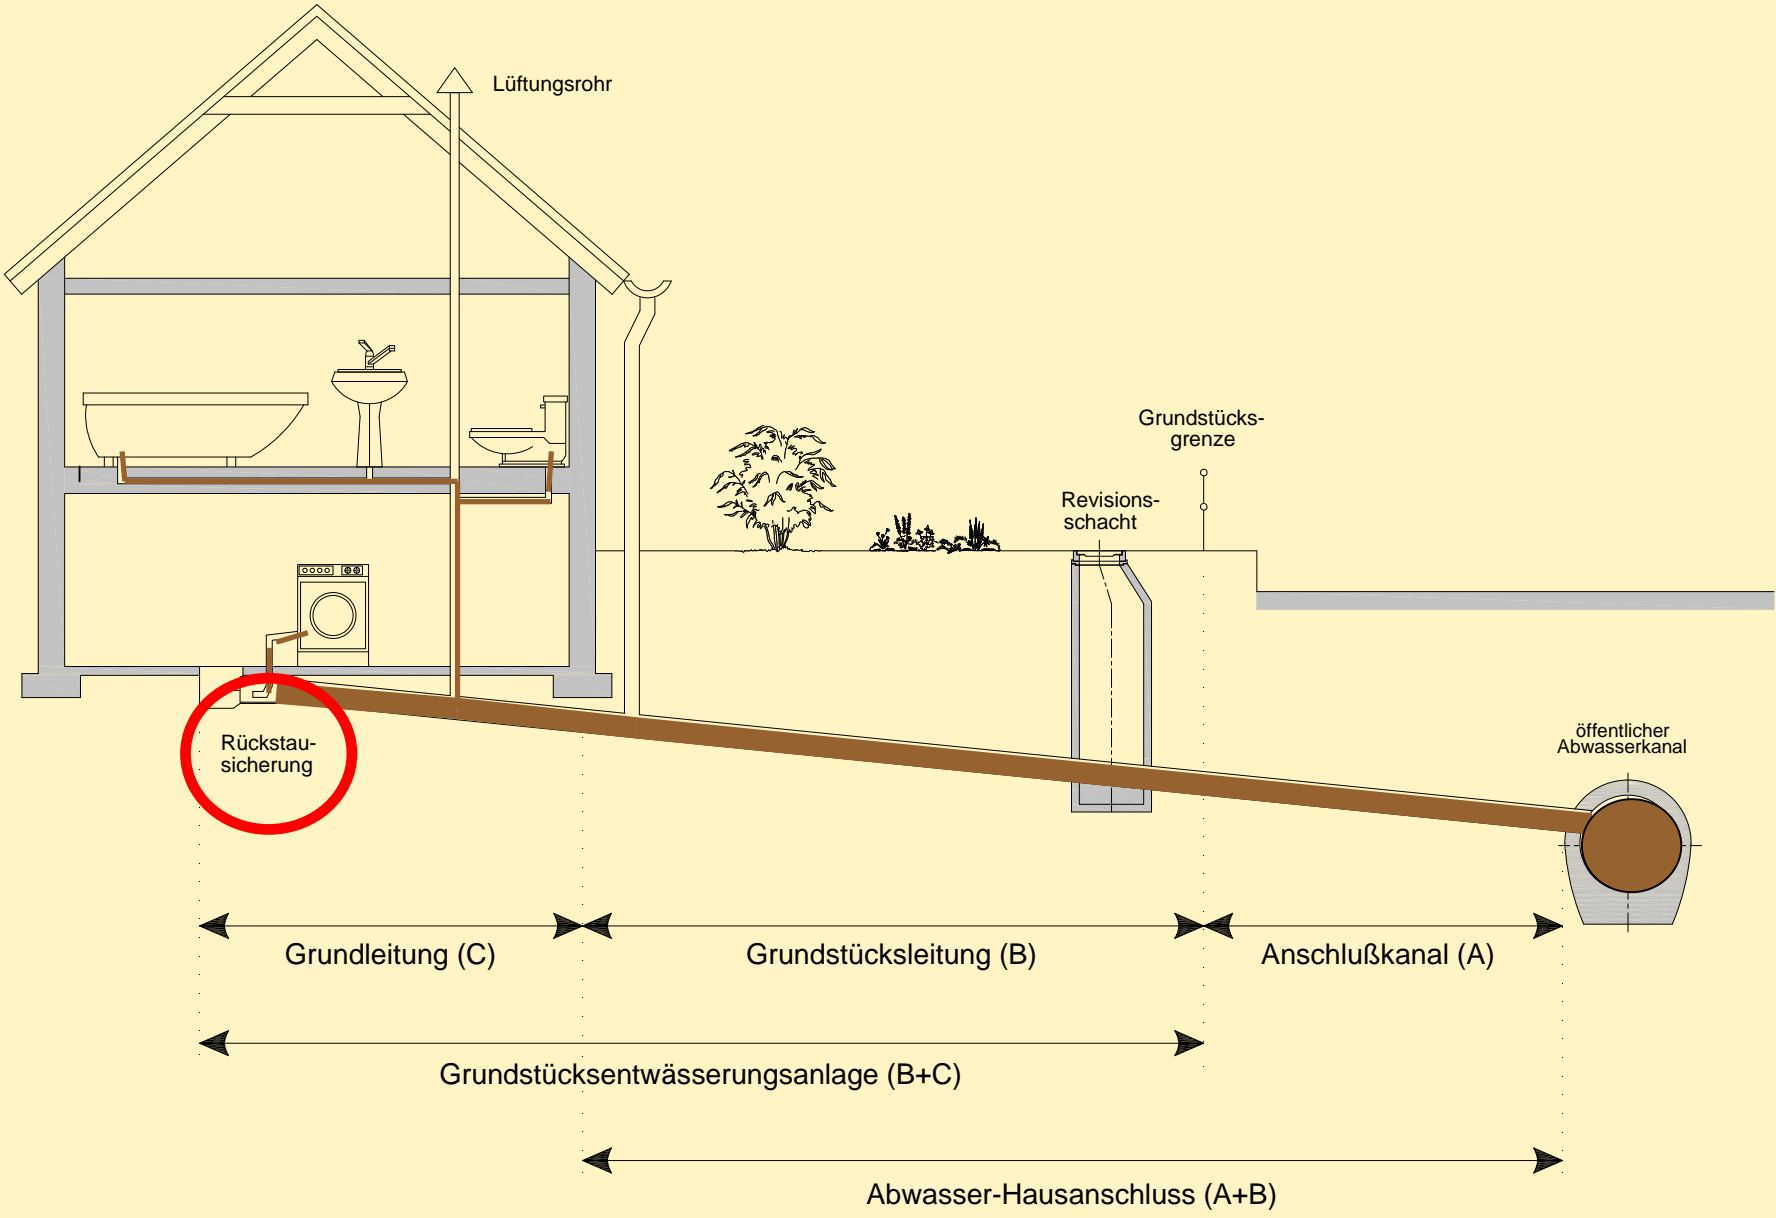 Lüftungsrohr
Grundstücks-
grenze
Revisions-
schacht
Rückstau-
sicherung
öffentlicher
Abwasserkanal
Grundleitung (C)
Grundstücksleitung (B)
Anschlußkanal (A)
Grundstücksentwässerungsanlage (B+C)
Abwasser-Hausanschluss (A+B)